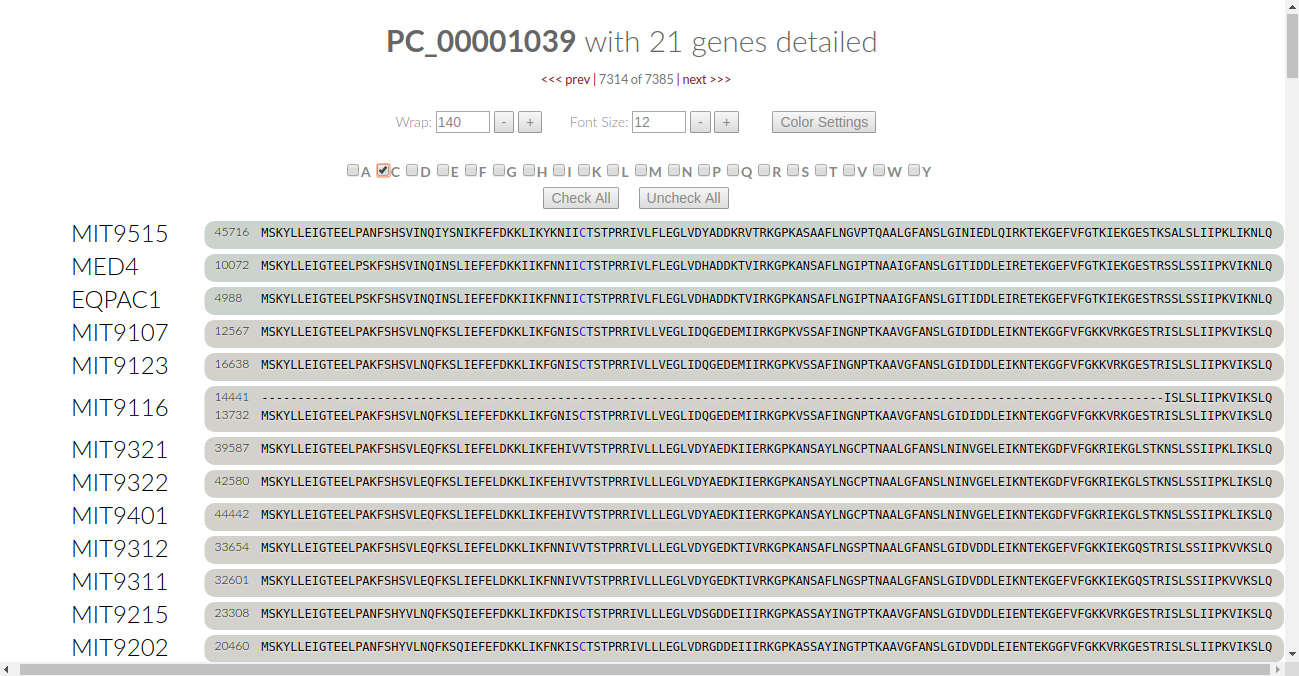 PC_00001039 with 21 genes detailed
<<< prev | 7314 of 7385 | next >>>
Wrap: 140 - + Font Size: 12 - + Color Settings
A C D E F G H I K L M N P Q R S T V W Y
Check All Uncheck All
MIT9515 45716 MSKYLLEIGTEELPANFSHSVINQIYSNIKFEFDKKLIKYKNIICTSTPRRIVLFLEGLVDYADDKRVTRKGPKASAAFLNGVPTQAALGFANSLGINIEDLQIRKTEKGEFVFGTKIEKGESTKSALSLIIPKLIKNLQ
MED4 10072 MSKYLLEIGTEELPSKFSHSVINQINSLIEFEFDKKIIKFNNIICTSTPRRIVLFLEGLVDHADDKTVIRKGPKANSAFLNGIPTNAAIGFANSLGITIDDLEIRETEKGEFVFGTKIEKGESTRSSLSSIIPKVIKNLQ
EQPAC1 4988 MSKYLLEIGTEELPSKFSHSVINQINSLIEFEFDKKIIKFNNIICTSTPRRIVLFLEGLVDHADDKTVIRKGPKANSAFLNGIPTNAAIGFANSLGITIDDLEIRETEKGEFVFGTKIEKGESTRSSLSSIIPKVIKNLQ
MIT9107 12567 MSKYLLEIGTEELPAKFSHSVLNQFKSLIEFEFDKKLIKFGNISCTSTPRRIVLLVEGLIDQGEDEMIIRKGPKVSSAFINGNPTKAAVGFANSLGIDIDDLEIKNTEKGGFVFGKKVRKGESTRISLSLIIPKVIKSLQ
MIT9123 16638 MSKYLLEIGTEELPAKFSHSVLNQFKSLIEFEFDKKLIKFGNISCTSTPRRIVLLVEGLIDQGEDEMIIRKGPKVSSAFINGNPTKAAVGFANSLGIDIDDLEIKNTEKGGFVFGKKVRKGESTRISLSLIIPKVIKSLQ
MIT9116 14441 -----------------------------------------------------------------------------------------------------------------------------ISLSLIIPKVIKSLQ
13732 MSKYLLEIGTEELPAKFSHSVLNQFKSLIEFEFDKKLIKFGNISCTSTPRRIVLLVEGLIDQGEDEMIIRKGPKVSSAFINGNPTKAAVGFANSLGIDIDDLEIKNTEKGGFVFGKKVRKGESTRISLSLIIPKVIKSLQ
MIT9321 39587 MSKYLLEIGTEELPAKFSHSVLEQFKSLIEFELDKKLIKFEHIVVTSTPRRIVLLLEGLVDYAEDKIIERKGPKANSAYLNGCPTNAALGFANSLNINVGELEIKNTEKGDFVFGKRIEKGLSTKNSLSSIIPKLIKSLQ
MIT9322 42580 MSKYLLEIGTEELPAKFSHSVLEQFKSLIEFELDKKLIKFEHIVVTSTPRRIVLLLEGLVDYAEDKIIERKGPKANSAYLNGCPTNAALGFANSLNINVGELEIKNTEKGDFVFGKRIEKGLSTKNSLSSIIPKLIKSLQ
MIT9401 44442 MSKYLLEIGTEELPAKFSHSVLEQFKSLIEFELDKKLIKFEHIVVTSTPRRIVLLLEGLVDYAEDKIIERKGPKANSAYLNGCPTNAALGFANSLNINVGELEIKNTEKGDFVFGKRIEKGLSTKNSLSSIIPKLIKSLQ
MIT9312 33654 MSKYLLEIGTEELPAKFSHSVLEQFKSLIEFELDKKLIKFNNIVVTSTPRRIVLLLEGLVDYGEDKTIVRKGPKANSAFLNGSPTNAALGFANSLGIDVDDLEIKNTEKGEFVFGKKIEKGQSTRISLSSIIPKVVKSLQ
MIT9311 32601 MSKYLLEIGTEELPAKFSHSVLEQFKSLIEFELDKKLIKFNNIVVTSTPRRIVLLLEGLVDYGEDKTIVRKGPKANSAFLNGSPTNAALGFANSLGIDVDDLEIKNTEKGEFVFGKKIEKGQSTRISLSSIIPKVVKSLQ
MIT9215 23308 MSKYLLEIGTEELPANFSHYVLNQFKSQIEFEFDKKLIKFDKISCTSTPRRIVLLLEGLVDSGDDEIIIRKGPKASSAYINGTPTKAAVGFANSLGIDVDDLEIENTEKGEFVFGKKVRKGESTRISLSLIIPKVIKSLQ
MIT9202 20460 MSKYLLEIGTEELPANFSHYVLNQFKSQIEFEFDKKLIKFNKISCTSTPRRIVLLLEGLVDRGDDEIIIRKGPKASSAYINGTPTKAAVGFANSLGIDVDDLEIKNTEKGEFVFGKKVRKGESTRISLSLIIPKVIKSLQ